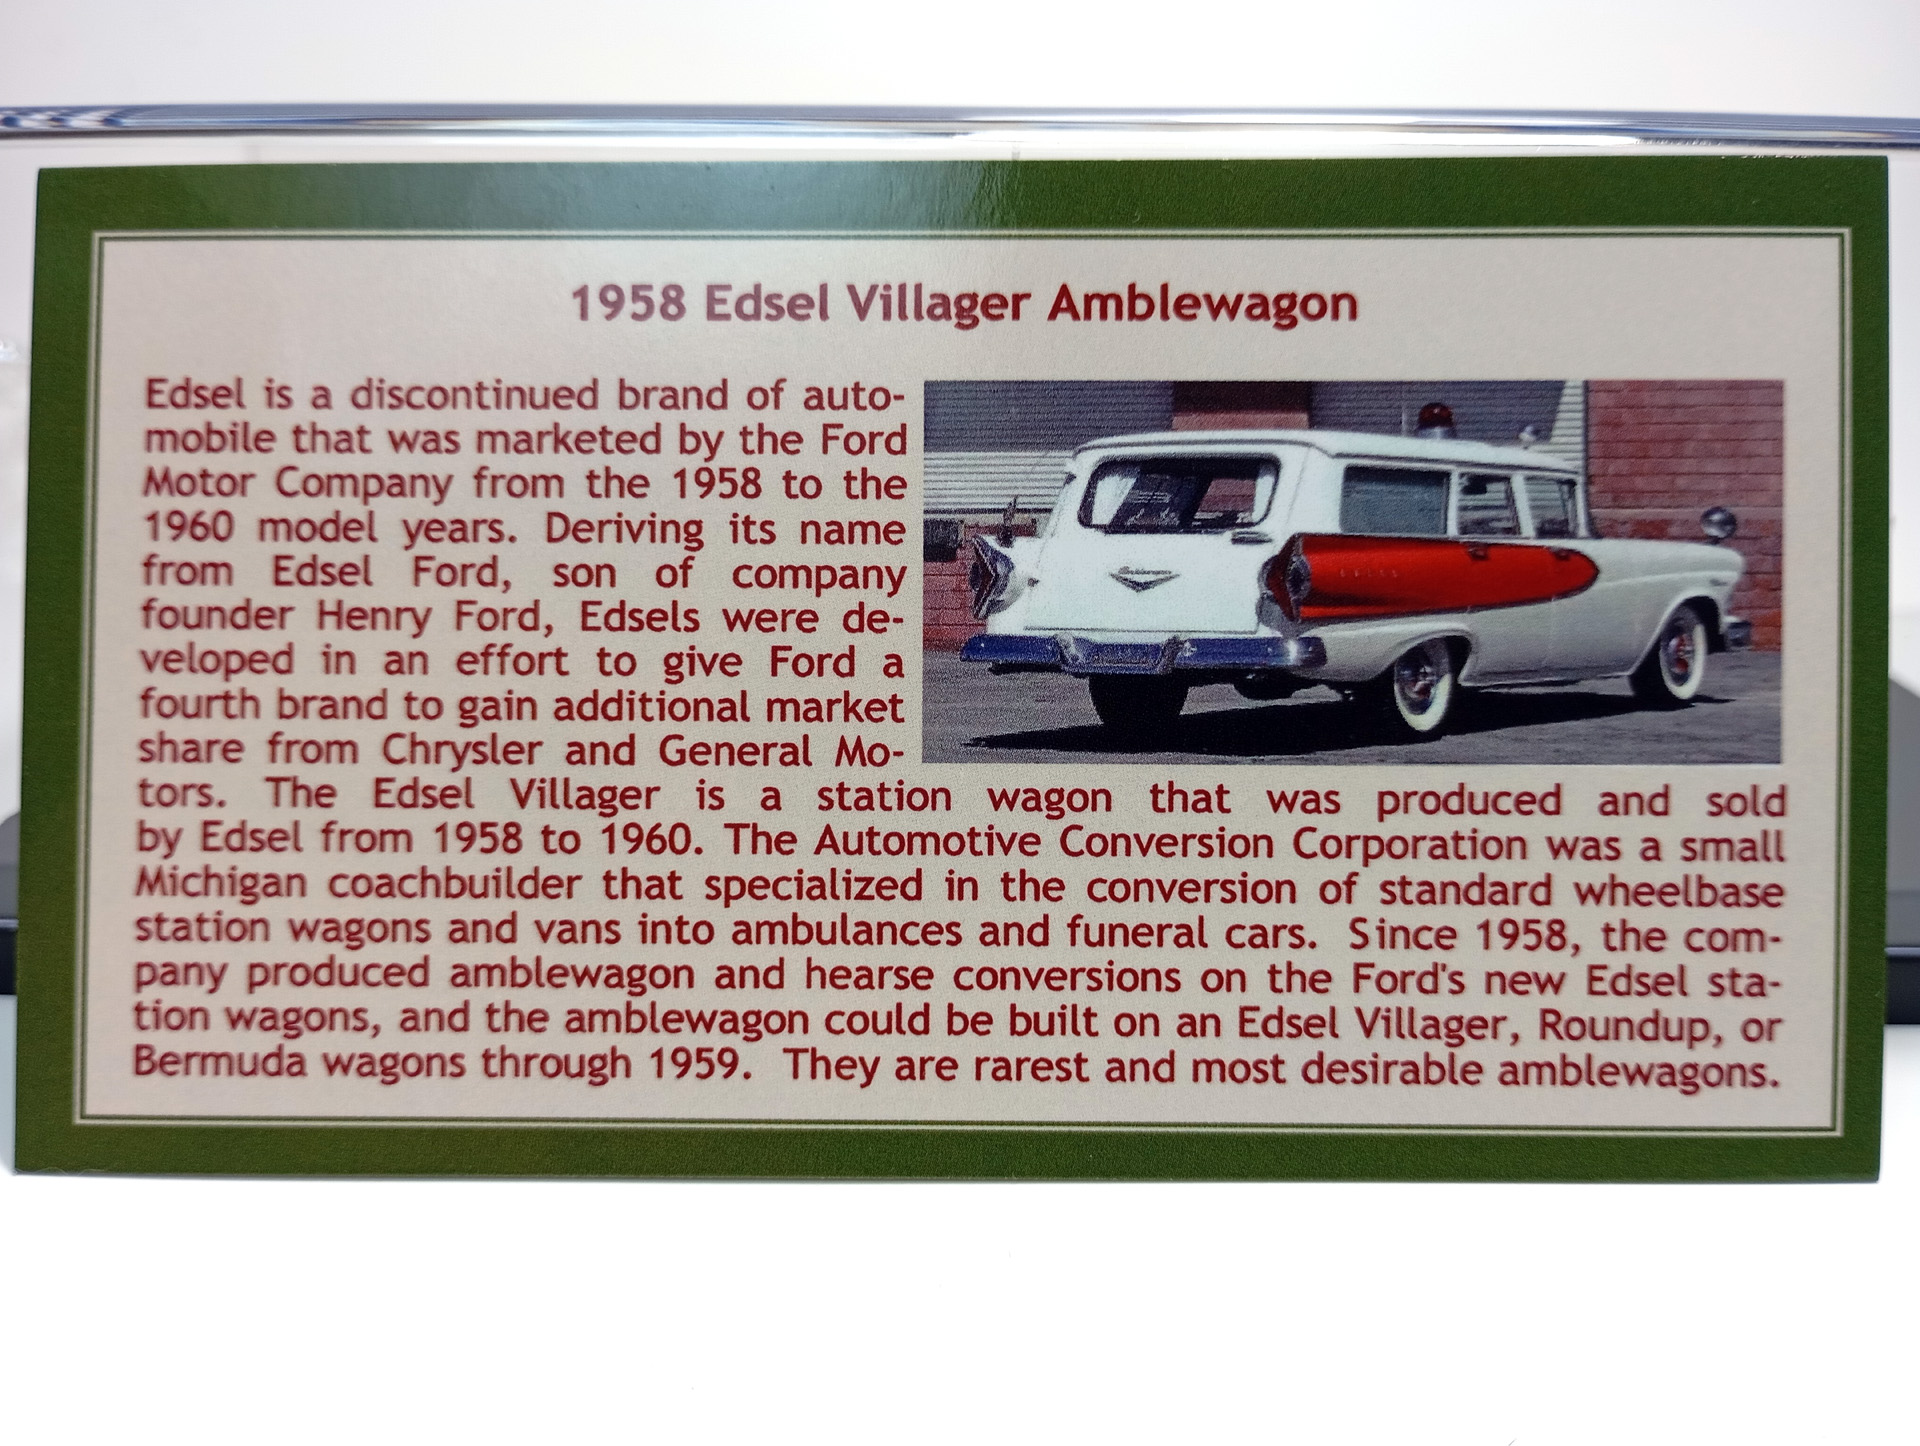 1958 Edsel Villager Amblewagon
Edsel is a discontinued brand of auto-
mobile that was marketed by the Ford
Motor Company from the 1958 to the
1960 model years. Deriving its name
from Edsel Ford, son of company
founder Henry Ford, Edsels were de-
veloped in an effort to give Ford a
fourth brand to gain additional market
share from Chrysler and General Mo-
tors. The Edsel Villager is a station wagon that was produced and sold
by Edsel from 1958 to 1960. The Automotive Conversion Corporation was a small
Michigan coachbuilder that specialized in the conversion of standard wheelbase
station wagons and vans into ambulances and funeral cars. Since 1958, the com-
pany produced amblewagon and hearse conversions on the Ford's new Edsel sta-
tion wagons, and the amblewagon could be built on an Edsel Villager, Roundup, or
Bermuda wagons through 1959. They are rarest and most desirable amblewagons.